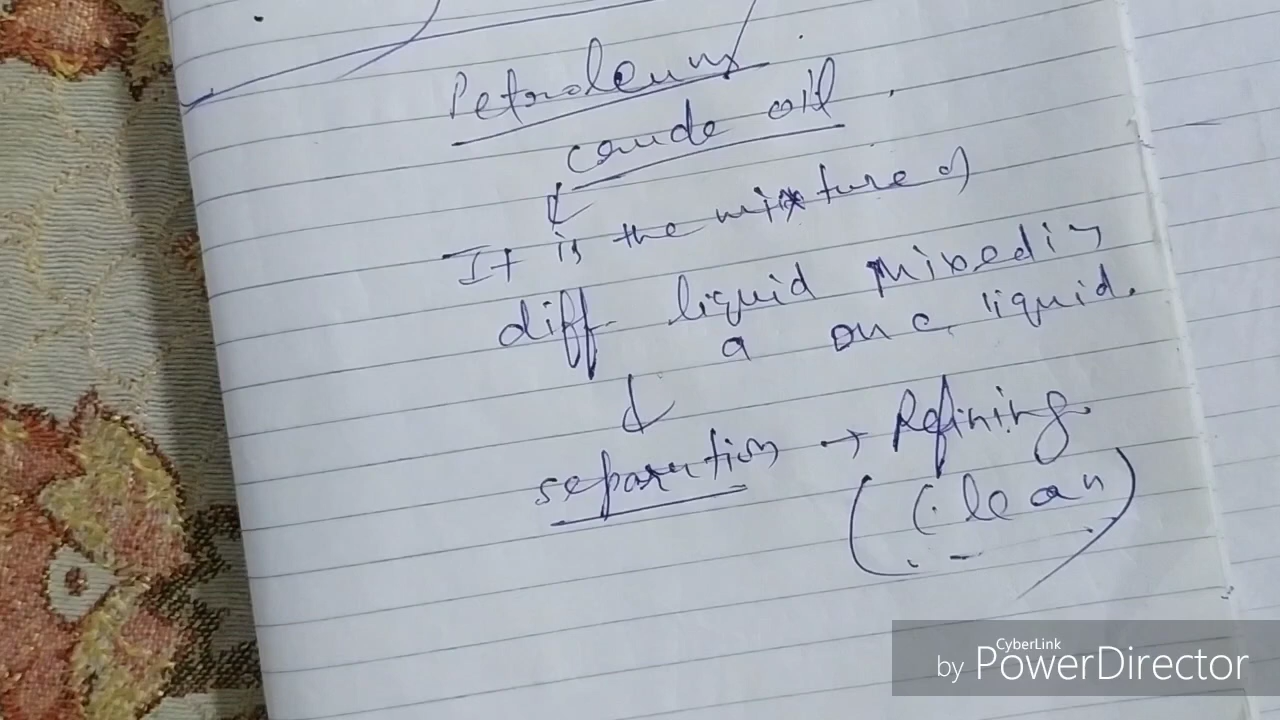 Petroleum
crude oil.
It is the mixture of
diff. liquid mixed in
a one liquid.
separation → Refining.
(Clean)
CyberLink
by PowerDirector